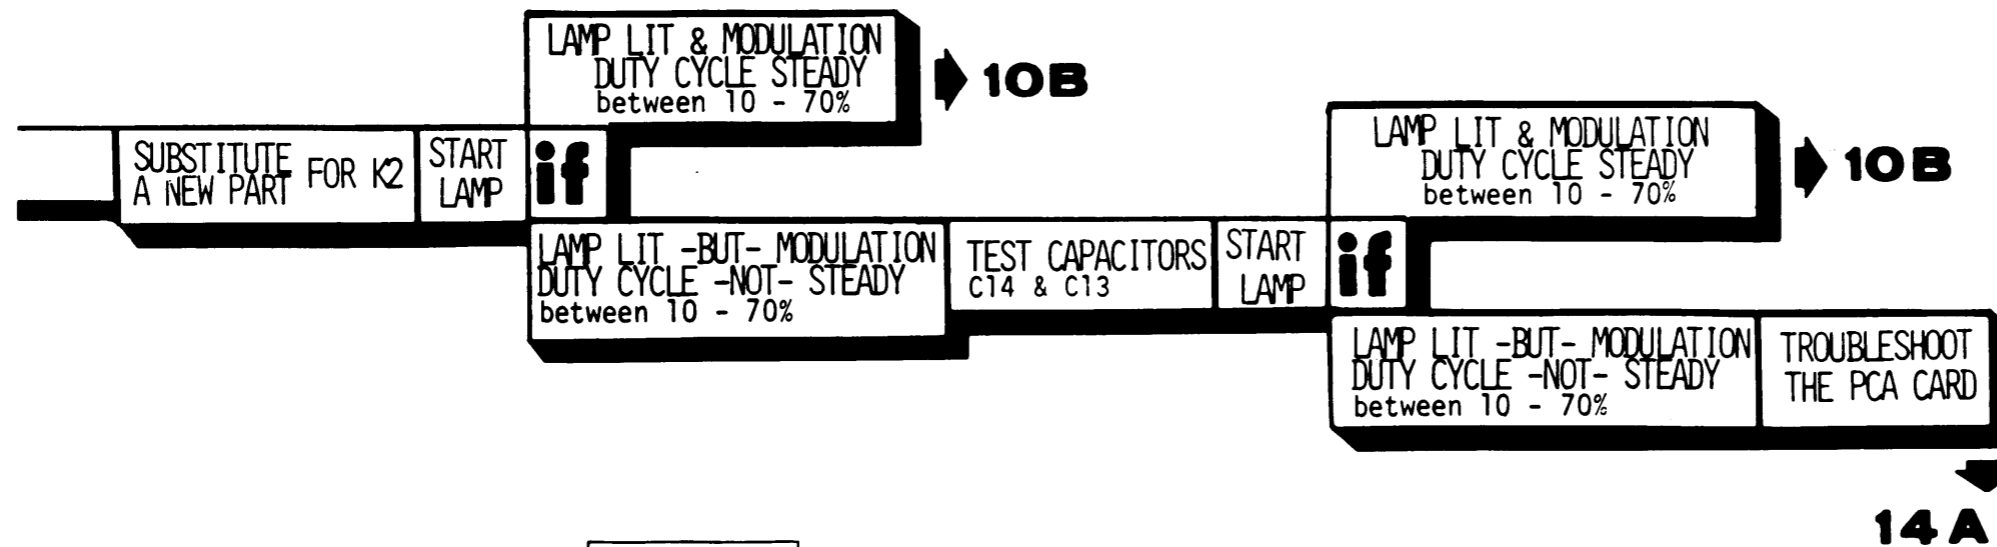 LAMP LIT & MODULATION
DUTY CYCLE STEADY
between 10 - 70%
10B
SUBSTITUTE
A NEW PART FOR K2
START
LAMP
if
LAMP LIT -BUT- MODULATION
DUTY CYCLE -NOT- STEADY
between 10 - 70%
TEST CAPACITORS
C14 & C13
START
LAMP
if
LAMP LIT & MODULATION
DUTY CYCLE STEADY
between 10 - 70%
10B
LAMP LIT -BUT- MODULATION
DUTY CYCLE -NOT- STEADY
between 10 - 70%
TROUBLESHOOT
THE PCA CARD
14A